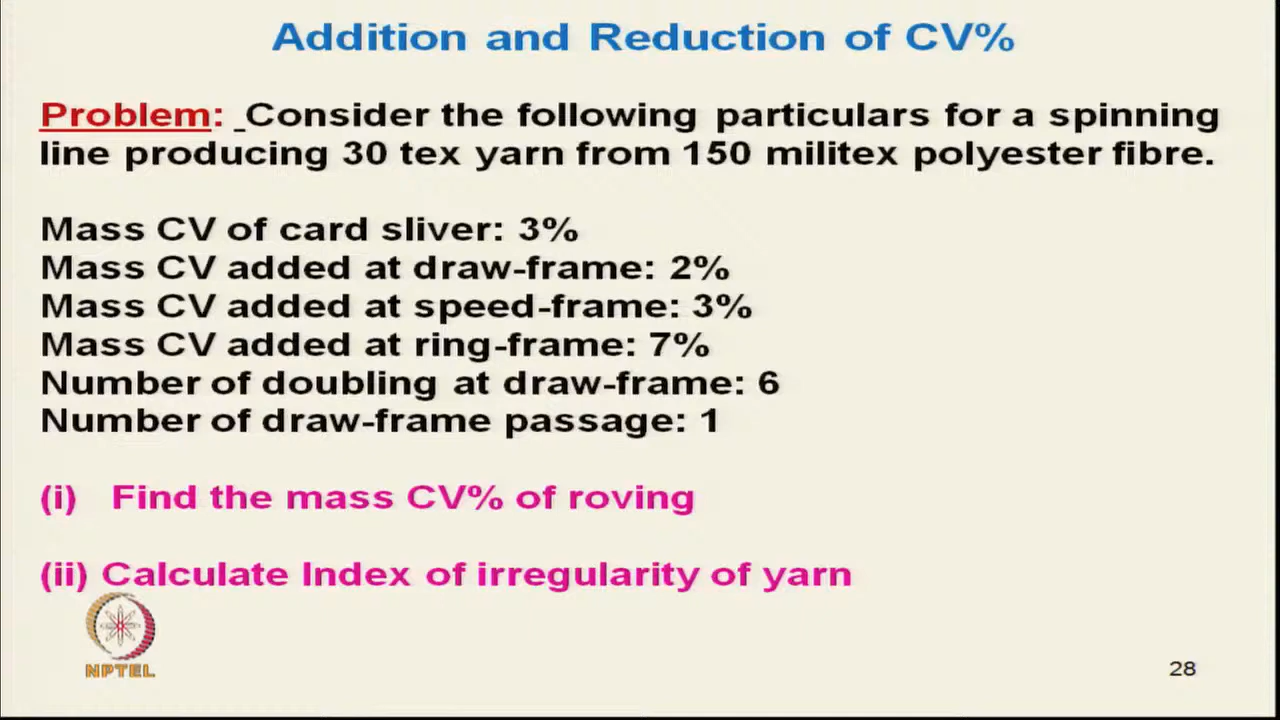 Addition and Reduction of CV%
Problem: Consider the following particulars for a spinning
line producing 30 tex yarn from 150 militex polyester fibre.
Mass CV of card sliver: 3%
Mass CV added at draw-frame: 2%
Mass CV added at speed-frame: 3%
Mass CV added at ring-frame: 7%
Number of doubling at draw-frame: 6
Number of draw-frame passage: 1
(i) Find the mass CV% of roving
(ii) Calculate Index of irregularity of yarn
NPTEL
28